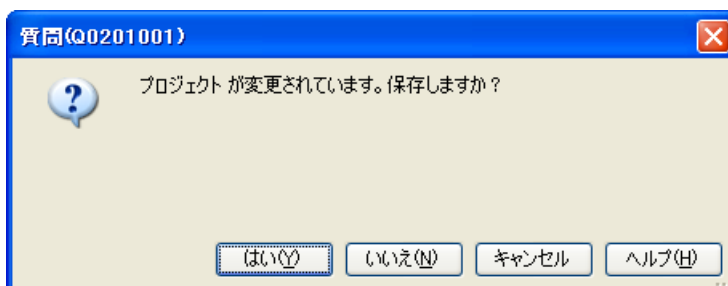 質問(Q0201001)
プロジェクト が変更されています。保存しますか？
はい(Y)
いいえ(N)
キャンセル
ヘルプ(H)